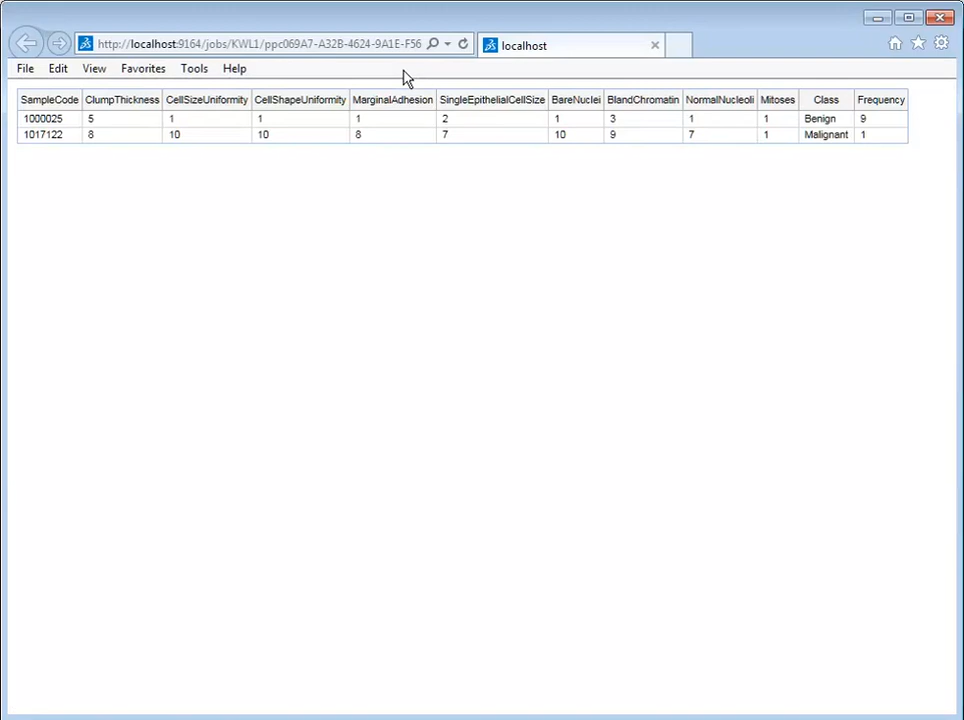 http://localhost:9164/jobs/KWL1/ppc069A7-A32B-4624-9A1E-F56
localhost
File Edit View Favorites Tools Help
SampleCode ClumpThickness CellSizeUniformity CellShapeUniformity MarginalAdhesion SingleEpithelialCellSize BareNuclei BlandChromatin NormalNucleoli Mitoses Class Frequency
1000025 5 1 1 1 2 1 3 1 1 Benign 9
1017122 8 10 10 8 7 10 9 7 1 Malignant 1